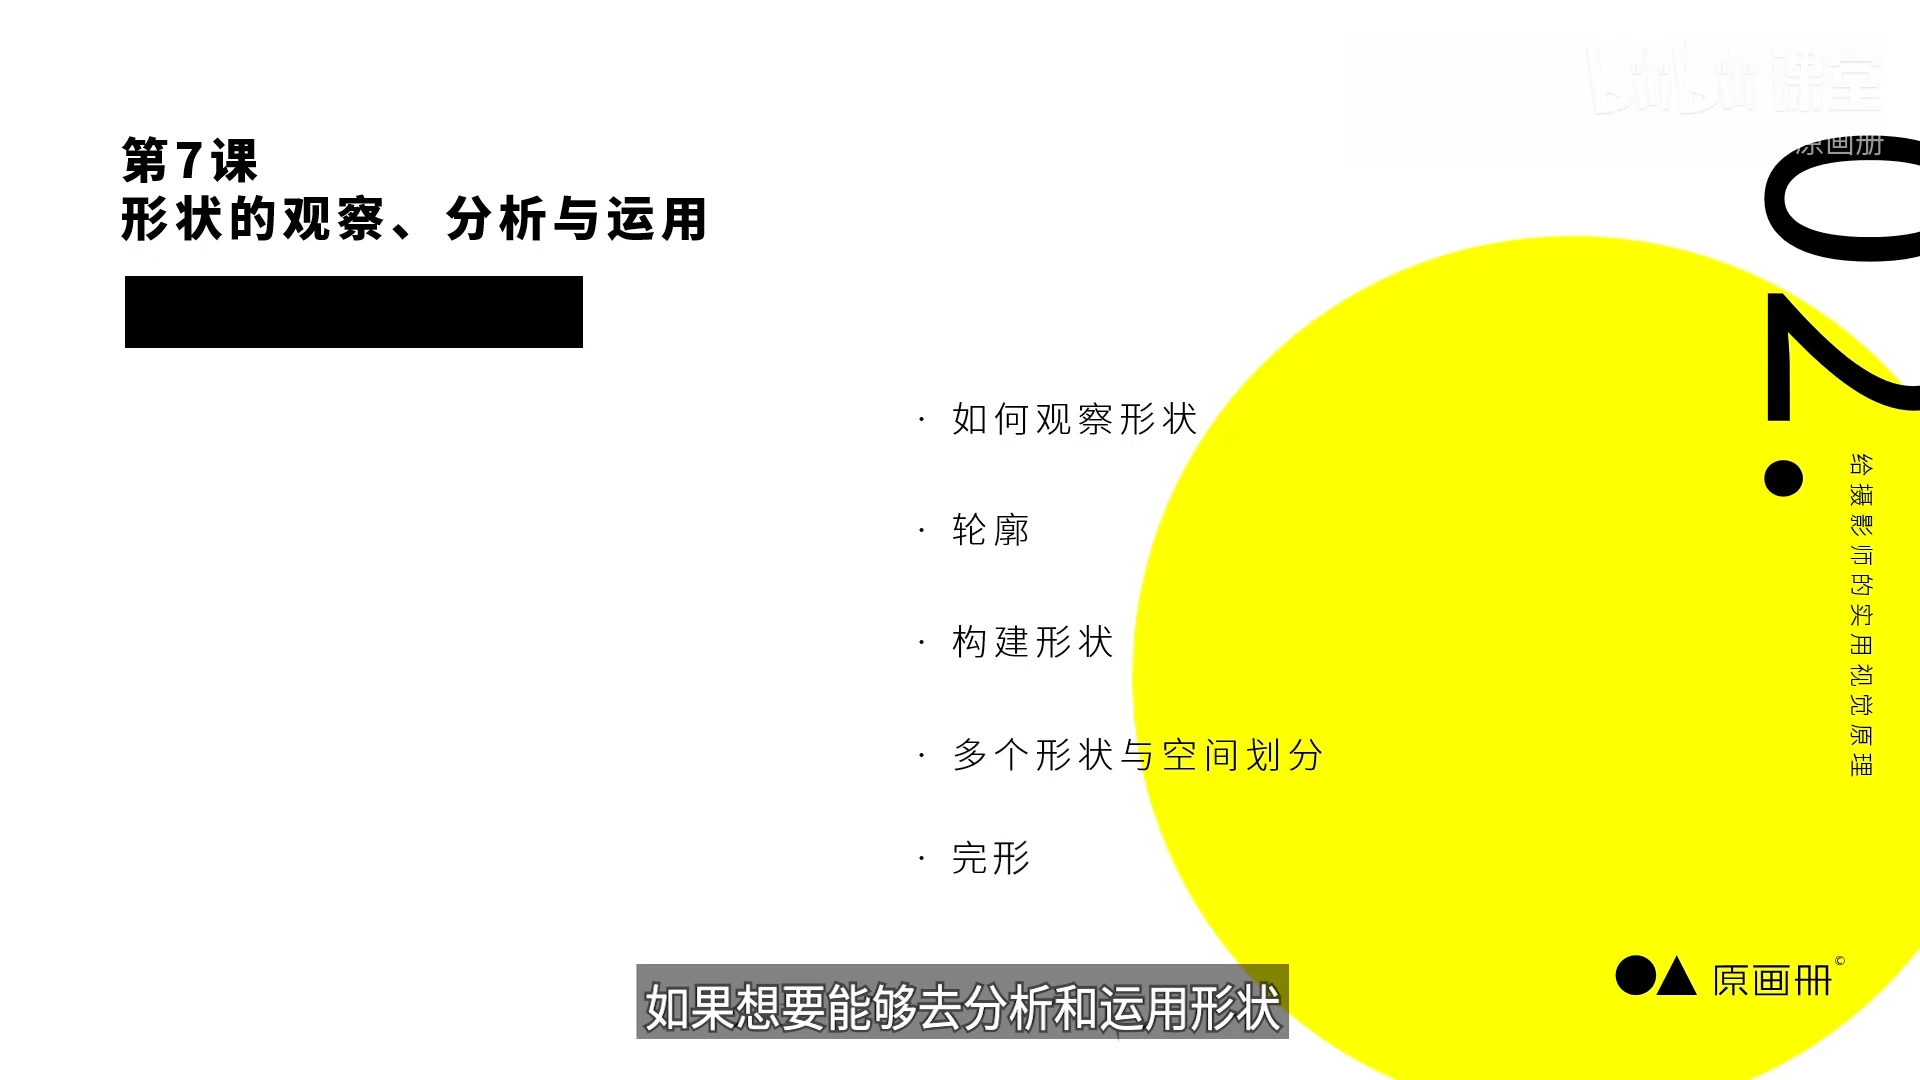 bilibili 课堂
原画册
第7课
形状的观察、分析与运用
02.
· 如何观察形状
· 轮廓
· 构建形状
· 多个形状与空间划分
· 完形
给摄影师的实用视觉原理
原画册©
如果想要能够去分析和运用形状